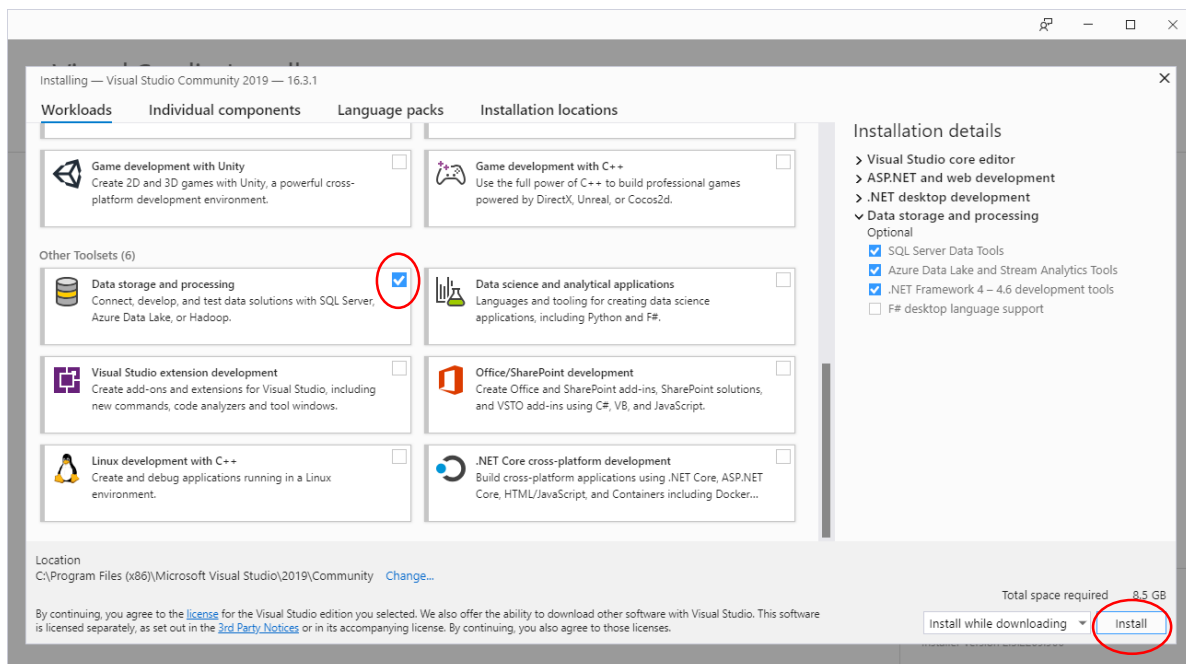 Installing — Visual Studio Community 2019 — 16.3.1
Workloads
Individual components
Language packs
Installation locations
Game development with Unity
Create 2D and 3D games with Unity, a powerful cross-
platform development environment.
Game development with C++
Use the full power of C++ to build professional games
powered by DirectX, Unreal, or Cocos2d.
Other Toolsets (6)
Data storage and processing
Connect, develop, and test data solutions with SQL Server,
Azure Data Lake, or Hadoop.
Data science and analytical applications
Languages and tooling for creating data science
applications, including Python and F#.
Visual Studio extension development
Create add-ons and extensions for Visual Studio, including
new commands, code analyzers and tool windows.
Office/SharePoint development
Create Office and SharePoint add-ins, SharePoint solutions,
and VSTO add-ins using C#, VB, and JavaScript.
Linux development with C++
Create and debug applications running in a Linux
environment.
.NET Core cross-platform development
Build cross-platform applications using .NET Core, ASP.NET
Core, HTML/JavaScript, and Containers including Docker...
Installation details
Visual Studio core editor
ASP.NET and web development
.NET desktop development
Data storage and processing
Optional
SQL Server Data Tools
Azure Data Lake and Stream Analytics Tools
.NET Framework 4 – 4.6 development tools
F# desktop language support
Location
C:\Program Files (x86)\Microsoft Visual Studio\2019\Community Change...
By continuing, you agree to the license for the Visual Studio edition you selected. We also offer the ability to download other software with Visual Studio. This software
is licensed separately, as set out in the 3rd Party Notices or in its accompanying license. By continuing, you also agree to those licenses.
Total space required 8.5 GB
Install while downloading
Install